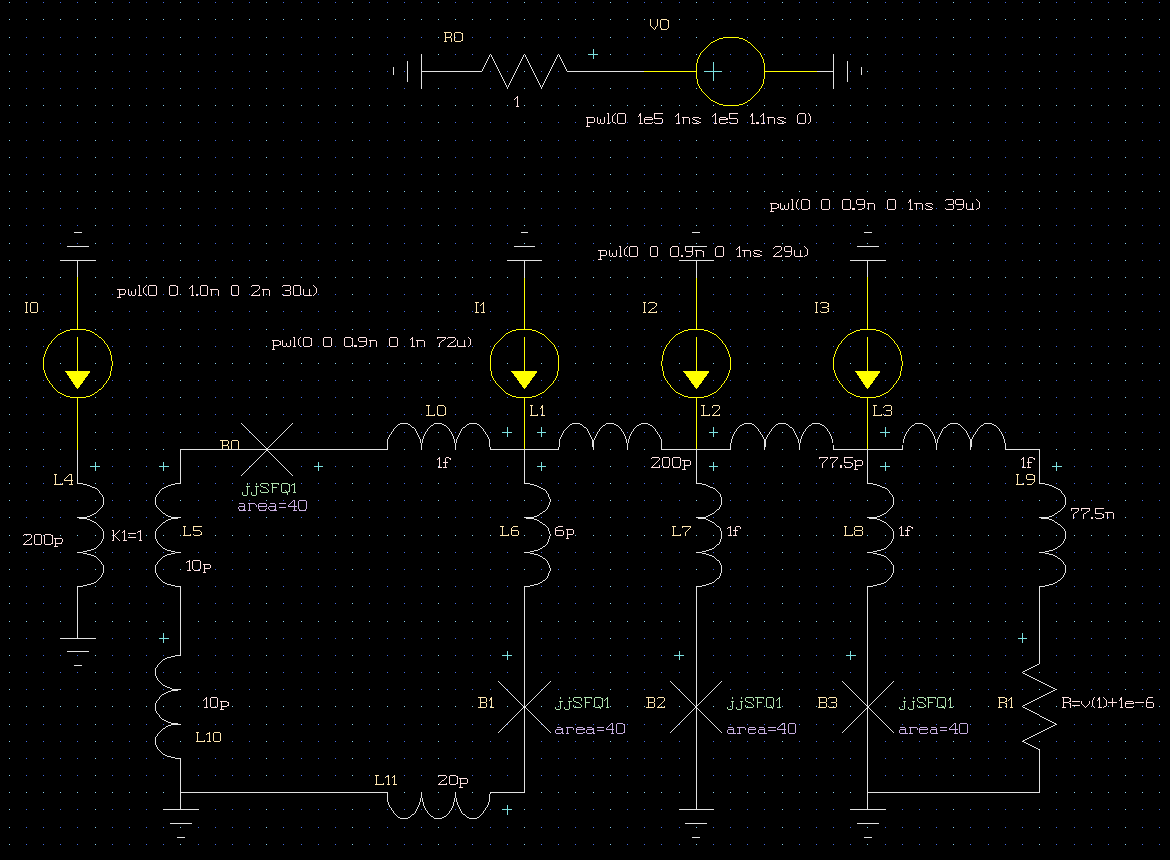 R0
V0
1
pwl(0 1e5 1ns 1e5 1.1ns 0)
pwl(0 0 0.9n 0 1ns 39u)
pwl(0 0 0.9n 0 1ns 29u)
pwl(0 0 1.0n 0 2n 30u)
I0
I1
I2
I3
pwl(0 0 0.9n 0 1n 72u)
L0
L1
L2
L3
B0
1f
200p
77.5p
1f
L4
L9
jjSFQ1
area=40
77.5n
200p
K1=1
L5
L6
6p
L7
1f
L8
1f
10p
10p
B1
jjSFQ1
B2
jjSFQ1
B3
jjSFQ1
R1
R=v(1)+1e-6
area=40
area=40
area=40
L10
L11
20p